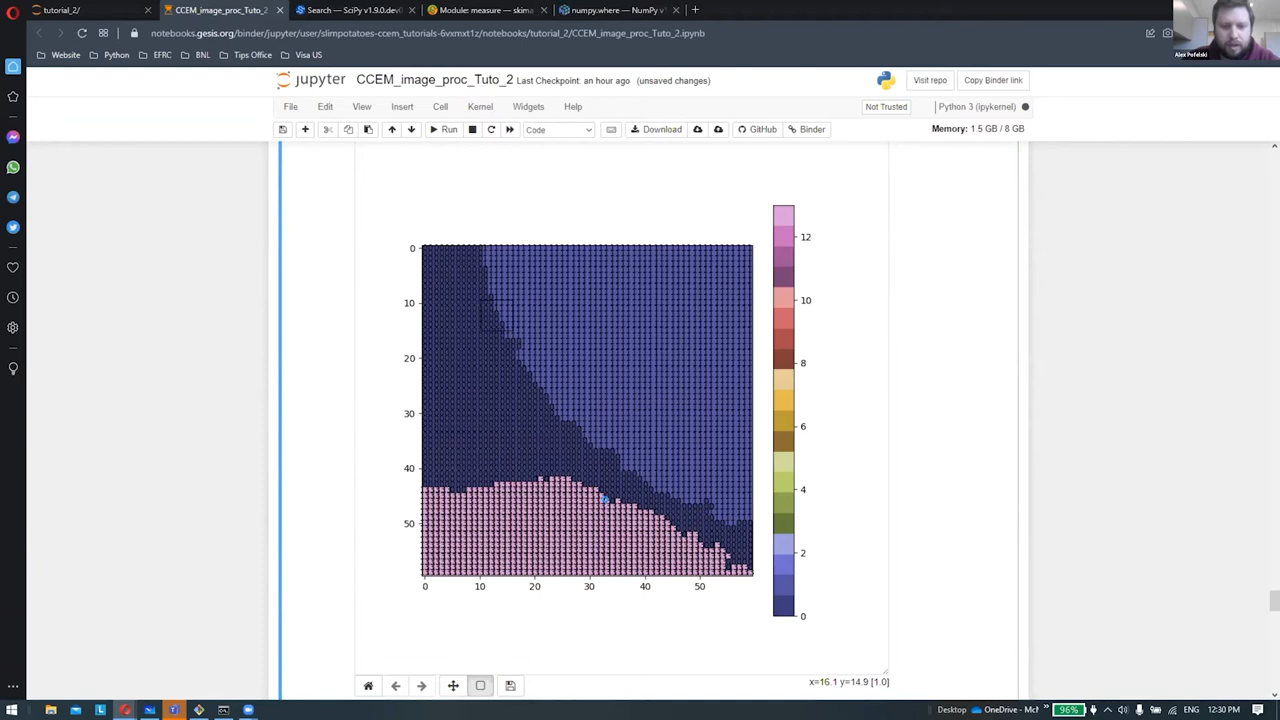 tutorial_2/
CCEM_image_proc_Tuto_2
Search — SciPy v1.9.0.dev0
Module: measure — skima
numpy.where — NumPy v
notebooks.gesis.org/binder/jupyter/user/slimpotatoes-ccem_tutorials-6vxmxt1z/notebooks/tutorial_2/CCEM_image_proc_Tuto_2.ipynb
Alex Pofelski
Website
Python
EFRC
BNL
Tips Office
Visa US
jupyter
CCEM_image_proc_Tuto_2
Last Checkpoint: an hour ago
(unsaved changes)
Visit repo
Copy Binder link
File
Edit
View
Insert
Cell
Kernel
Widgets
Help
Not Trusted
Python 3 (ipykernel)
Run
Code
Download
GitHub
Binder
Memory: 1.5 GB / 8 GB
0
10
20
30
40
50
0
10
20
30
40
50
12
10
8
6
4
2
0
x=16.1 y=14.9 [1.0]
Desktop
OneDrive - McM
96%
ENG
12:30 PM